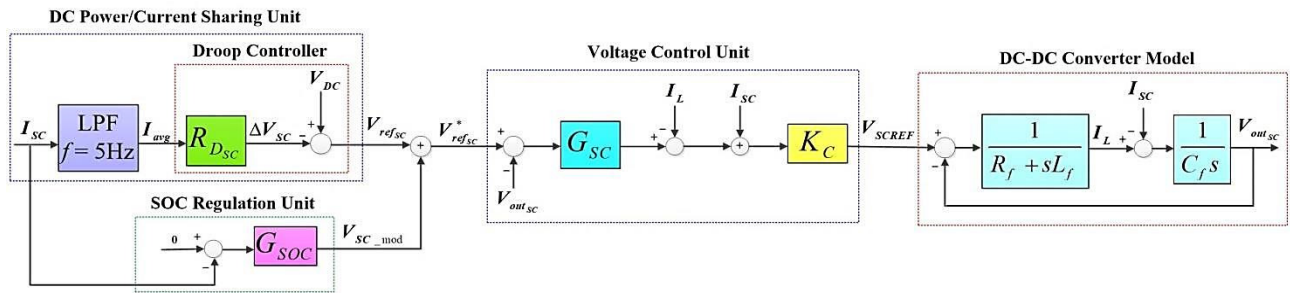 DC Power/Current Sharing Unit
Droop Controller
V_DC
I_SC
LPF
f = 5Hz
I_avg
R_D_SC
ΔV_SC
+
−
V_ref_SC
+
+
V*_ref_SC
SOC Regulation Unit
0
+
−
G_SOC
V_SC_mod
Voltage Control Unit
+
−
V_out_SC
G_SC
I_L
+
−
I_SC
+
+
K_C
V_SCREF
DC-DC Converter Model
+
−
1
R_f + sL_f
I_L
I_SC
+
−
1
C_f s
V_out_SC